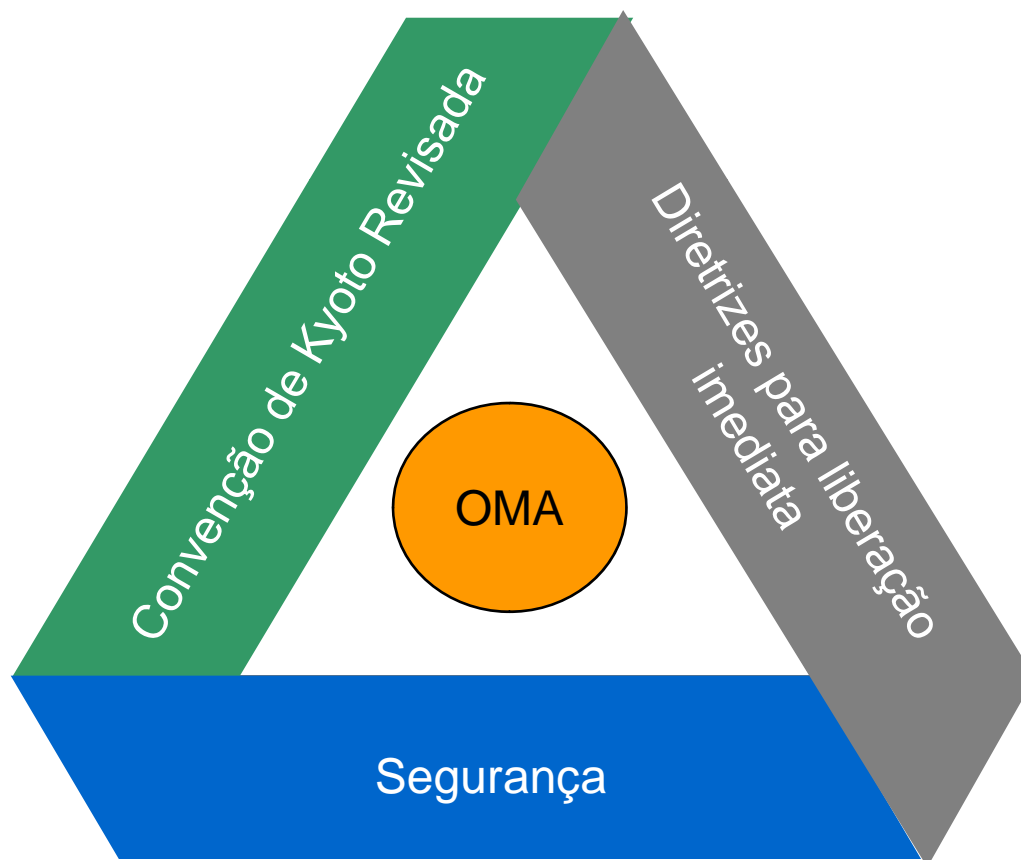 Convenção de Kyoto Revisada
Diretrizes para liberação
imediata
OMA
Segurança